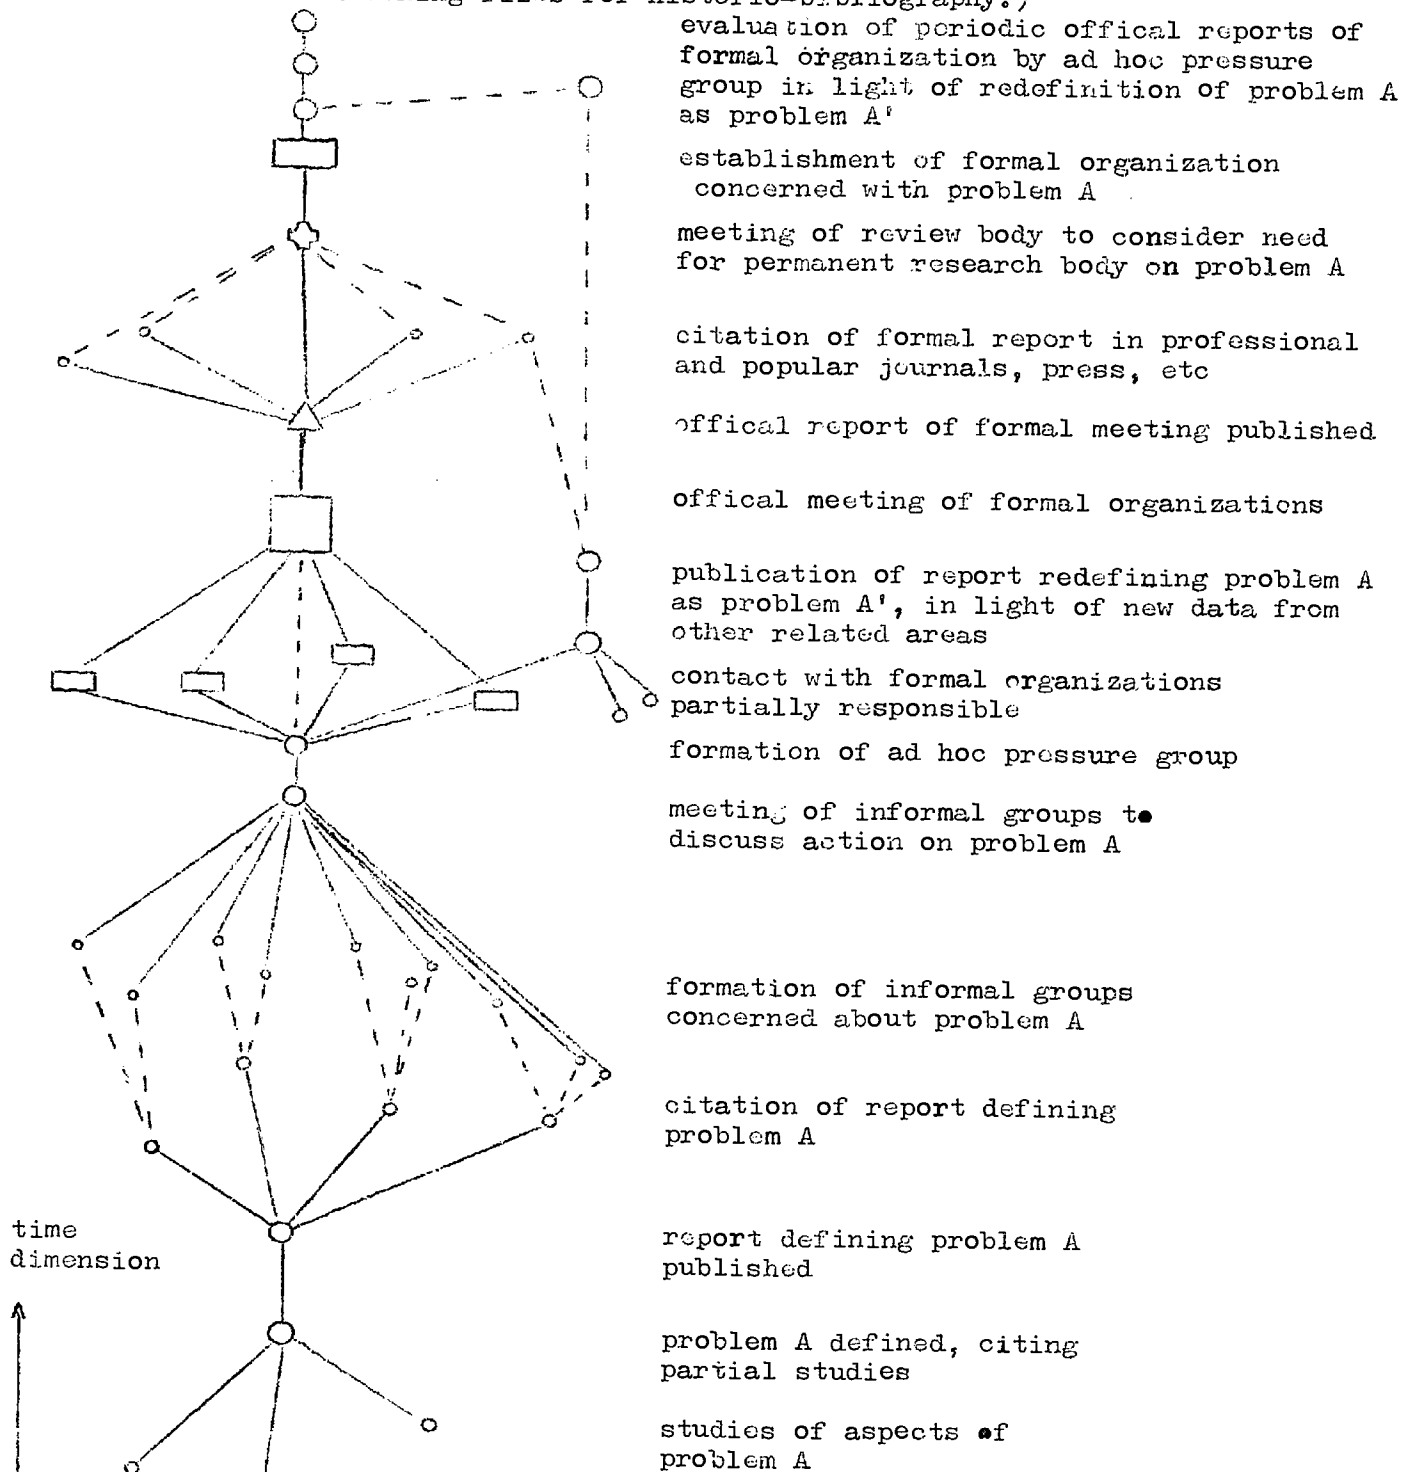 for historio-bibliography.)
evaluation of periodic offical reports of
formal organization by ad hoc pressure
group in light of redefinition of problem A
as problem A'
establishment of formal organization
concerned with problem A
meeting of review body to consider need
for permanent research body on problem A
citation of formal report in professional
and popular journals, press, etc
offical report of formal meeting published
offical meeting of formal organizations
publication of report redefining problem A
as problem A', in light of new data from
other related areas
contact with formal organizations
partially responsible
formation of ad hoc pressure group
meeting of informal groups to
discuss action on problem A
formation of informal groups
concerned about problem A
citation of report defining
problem A
time
dimension
report defining problem A
published
problem A defined, citing
partial studies
studies of aspects of
problem A